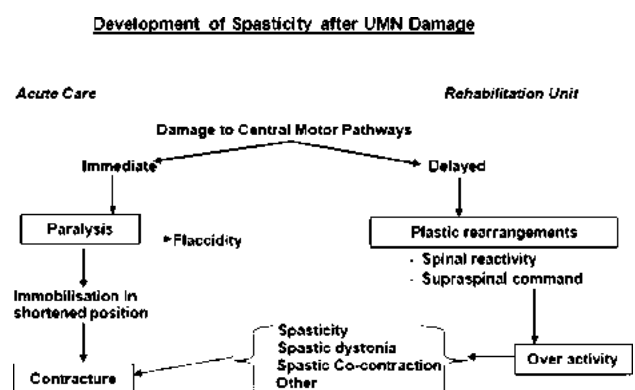 Development of Spasticity after UMN Damage
Acute Care
Rehabilitation Unit
Damage to Central Motor Pathways
Immediate
Delayed
Paralysis
Flaccidity
Plastic rearrangements
- Spinal reactivity
- Supraspinal command
Immobilisation in
shortened position
Spasticity
Spastic dystonia
Spastic Co-contraction
Other
Over activity
Contracture